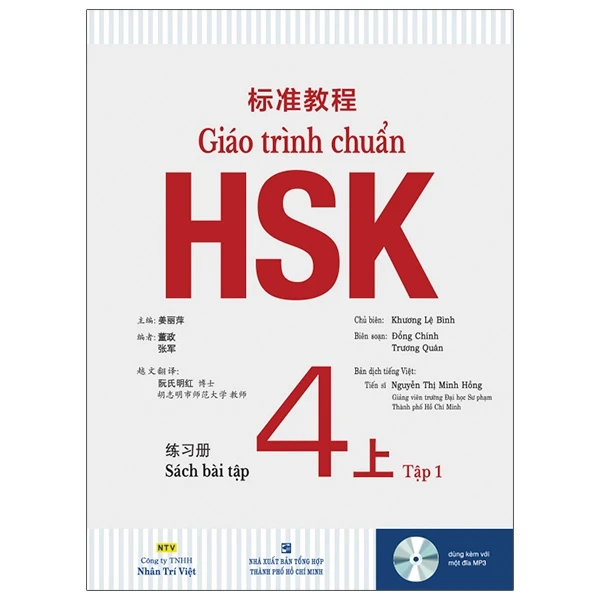 标准教程
Giáo trình chuẩn
HSK
主编: 姜丽萍
编者: 董政
张军
越文翻译:
阮氏明红 博士
胡志明市师范大学 教师
Chủ biên: Khương Lệ Bình
Biên soạn: Đổng Chính
Trương Quân
Bản dịch tiếng Việt:
Tiến sĩ Nguyễn Thị Minh Hồng
Giảng viên trường Đại học Sư phạm
Thành phố Hồ Chí Minh
练习册
Sách bài tập
4 上 Tập 1
NTV
Công ty TNHH
Nhân Trí Việt
NHÀ XUẤT BẢN TỔNG HỢP
THÀNH PHỐ HỒ CHÍ MINH
dùng kèm với
một đĩa MP3